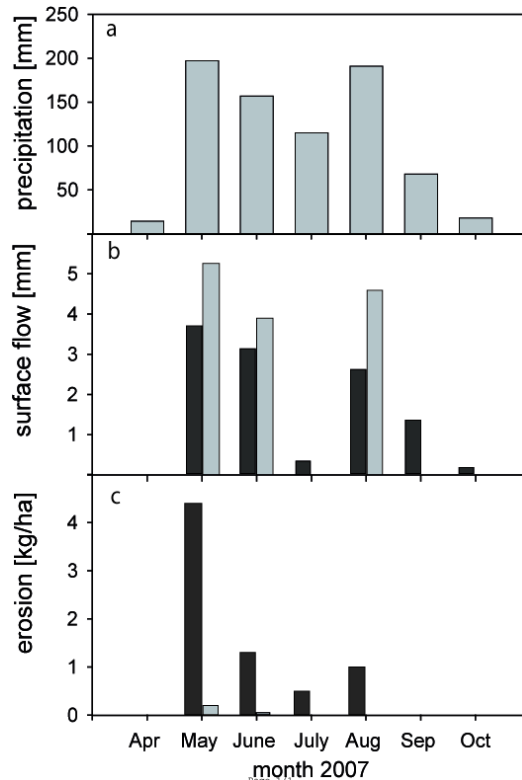 250
a
200
150
100
50
precipitation [mm]
b
5
4
3
2
1
surface flow [mm]
c
4
3
2
1
0
erosion [kg/ha]
Apr May June July Aug Sep Oct
month 2007